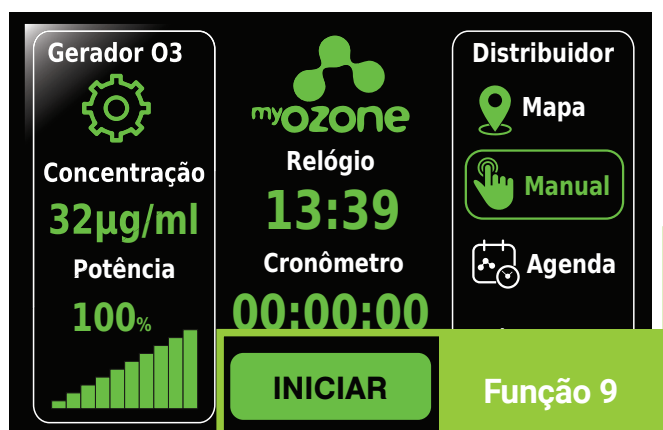 Gerador O3
Concentração
32µg/ml
Potência
100%
myozone
Relógio
13:39
Cronômetro
00:00:00
INICIAR
Distribuidor
Mapa
Manual
Agenda
Função 9